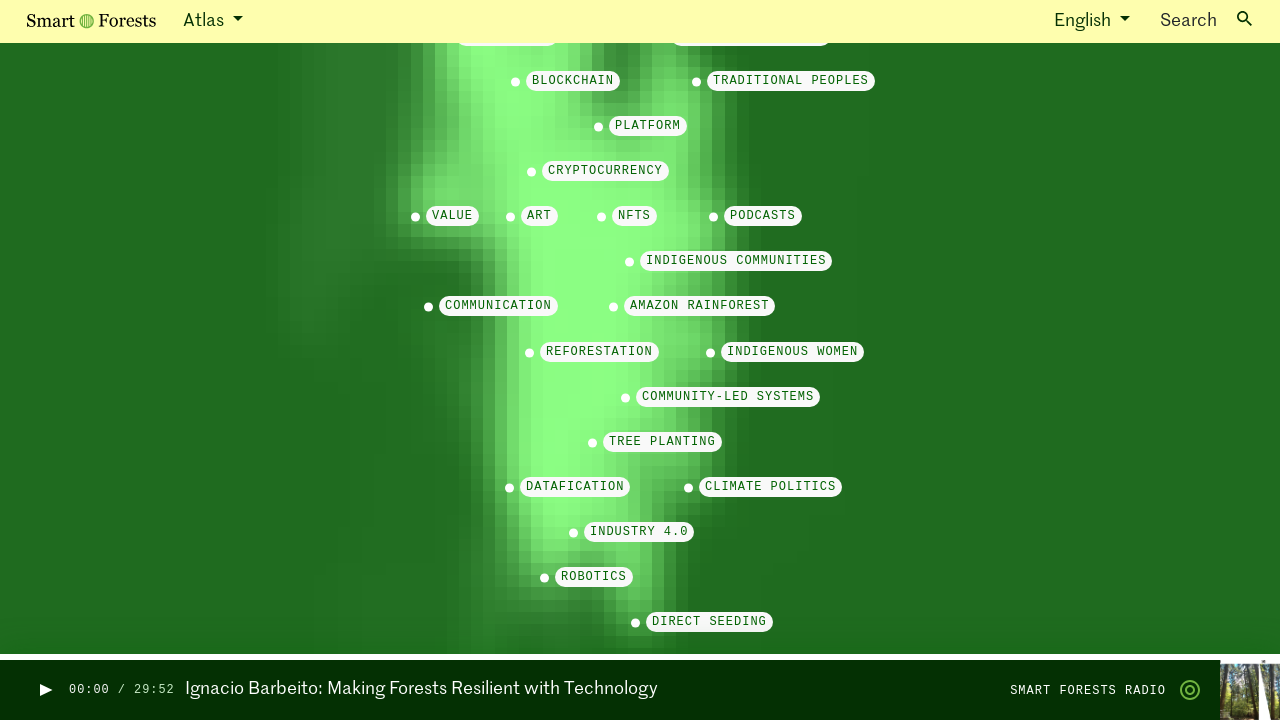 Smart Forests Atlas English Search
BLOCKCHAIN TRADITIONAL PEOPLES
PLATFORM
CRYPTOCURRENCY
VALUE ART NFTS PODCASTS
INDIGENOUS COMMUNITIES
COMMUNICATION AMAZON RAINFOREST
REFORESTATION INDIGENOUS WOMEN
COMMUNITY-LED SYSTEMS
TREE PLANTING
DATAFICATION CLIMATE POLITICS
INDUSTRY 4.0
ROBOTICS
DIRECT SEEDING
00:00 / 29:52 Ignacio Barbeito: Making Forests Resilient with Technology SMART FORESTS RADIO